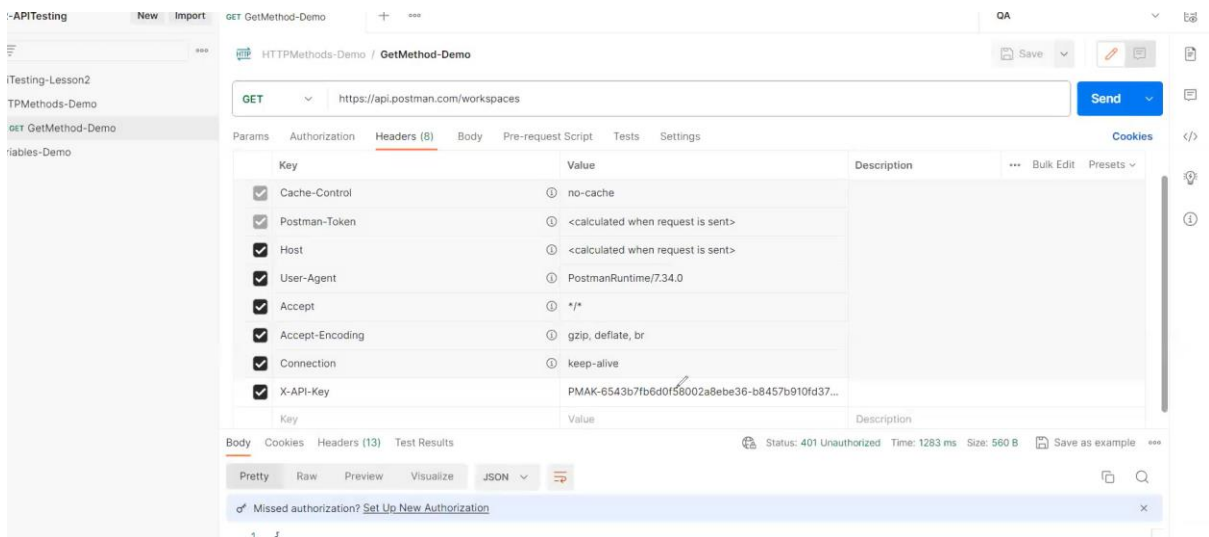 -APITesting New Import GET GetMethod-Demo QA
HTTPMethods-Demo / GetMethod-Demo Save
iTesting-Lesson2
TPMethods-Demo
GET GetMethod-Demo
riables-Demo
GET https://api.postman.com/workspaces Send
Params Authorization Headers (8) Body Pre-request Script Tests Settings Cookies
Key Value Description Bulk Edit Presets
Cache-Control no-cache
Postman-Token <calculated when request is sent>
Host <calculated when request is sent>
User-Agent PostmanRuntime/7.34.0
Accept */*
Accept-Encoding gzip, deflate, br
Connection keep-alive
X-API-Key PMAK-6543b7fb6d0f58002a8ebe36-b8457b910fd37...
Key Value Description
Body Cookies Headers (13) Test Results Status: 401 Unauthorized Time: 1283 ms Size: 560 B Save as example
Pretty Raw Preview Visualize JSON
Missed authorization? Set Up New Authorization
1 {